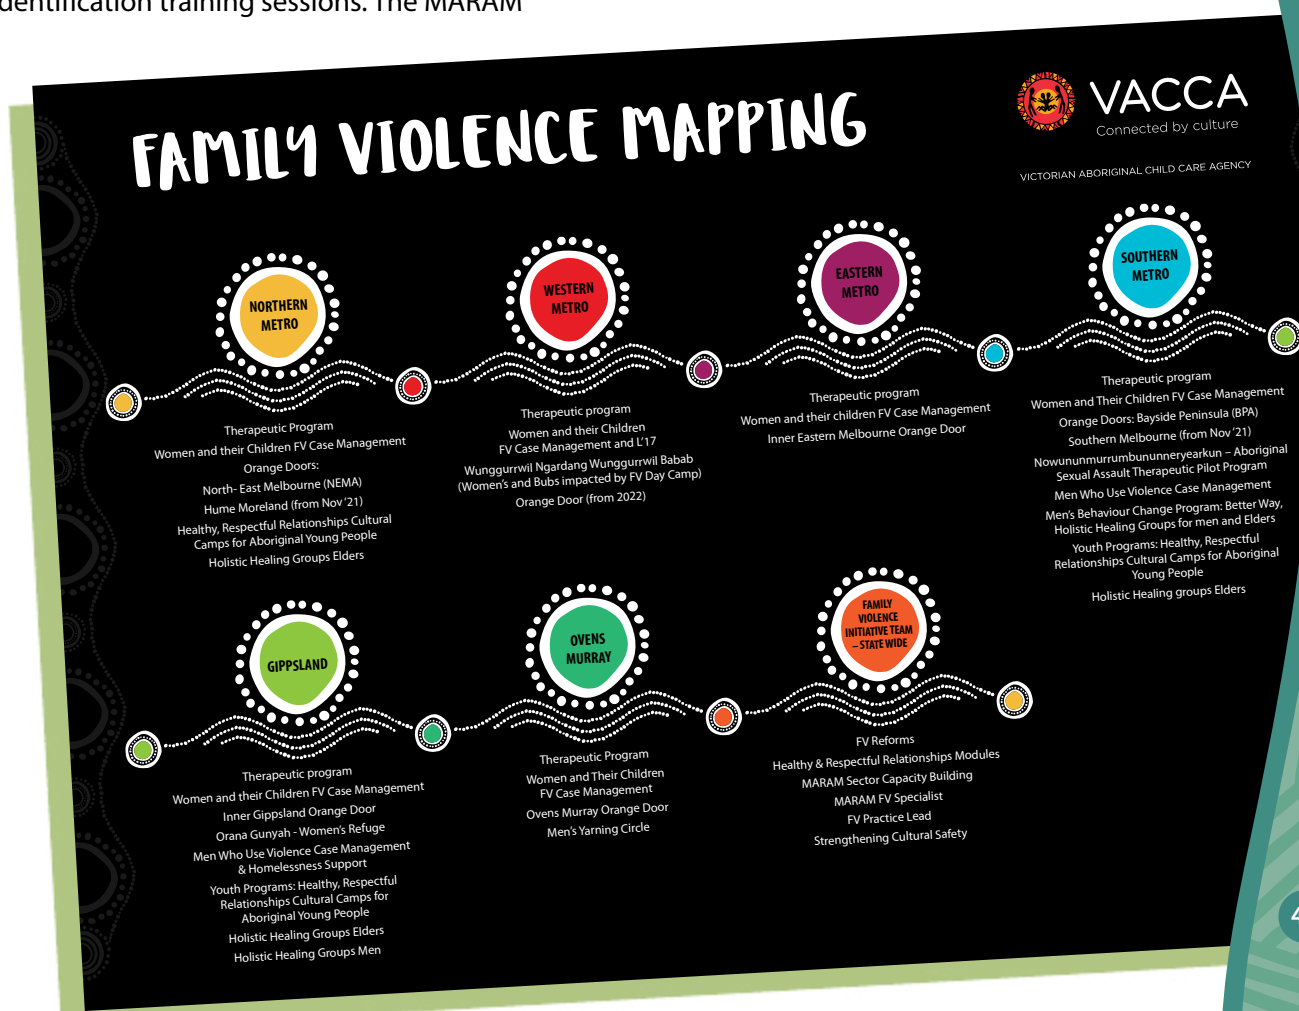 dentification training sessions. The MARAM
FAMILY VIOLENCE MAPPING
VACCA
Connected by culture
VICTORIAN ABORIGINAL CHILD CARE AGENCY
NORTHERN
METRO
Therapeutic Program
Women and their Children FV Case Management
Orange Doors:
North- East Melbourne (NEMA)
Hume Moreland (from Nov ‘21)
Healthy, Respectful Relationships Cultural
Camps for Aboriginal Young People
Holistic Healing Groups Elders
WESTERN
METRO
Therapeutic program
Women and their Children
FV Case Management and L’17
Wunggurrwil Ngardang Wunggurrwil Babab
(Women’s and Bubs impacted by FV Day Camp)
Orange Door (from 2022)
EASTERN
METRO
Therapeutic program
Women and their children FV Case Management
Inner Eastern Melbourne Orange Door
SOUTHERN
METRO
Therapeutic program
Women and Their Children FV Case Management
Orange Doors: Bayside Peninsula (BPA)
Southern Melbourne (from Nov ‘21)
Nowununmurrumbununneryearkun – Aboriginal
Sexual Assault Therapeutic Pilot Program
Men Who Use Violence Case Management
Men’s Behaviour Change Program: Better Way,
Holistic Healing Groups for men and Elders
Youth Programs: Healthy, Respectful
Relationships Cultural Camps for Aboriginal
Young People
Holistic Healing groups Elders
GIPPSLAND
Therapeutic program
Women and their Children FV Case Management
Inner Gippsland Orange Door
Orana Gunyah - Women’s Refuge
Men Who Use Violence Case Management
& Homelessness Support
Youth Programs: Healthy, Respectful
Relationships Cultural Camps for
Aboriginal Young People
Holistic Healing Groups Elders
Holistic Healing Groups Men
OVENS
MURRAY
Therapeutic Program
Women and Their Children
FV Case Management
Ovens Murray Orange Door
Men’s Yarning Circle
FAMILY
VIOLENCE
INITIATIVE TEAM
– STATE WIDE
FV Reforms
Healthy & Respectful Relationships Modules
MARAM Sector Capacity Building
MARAM FV Specialist
FV Practice Lead
Strengthening Cultural Safety
4